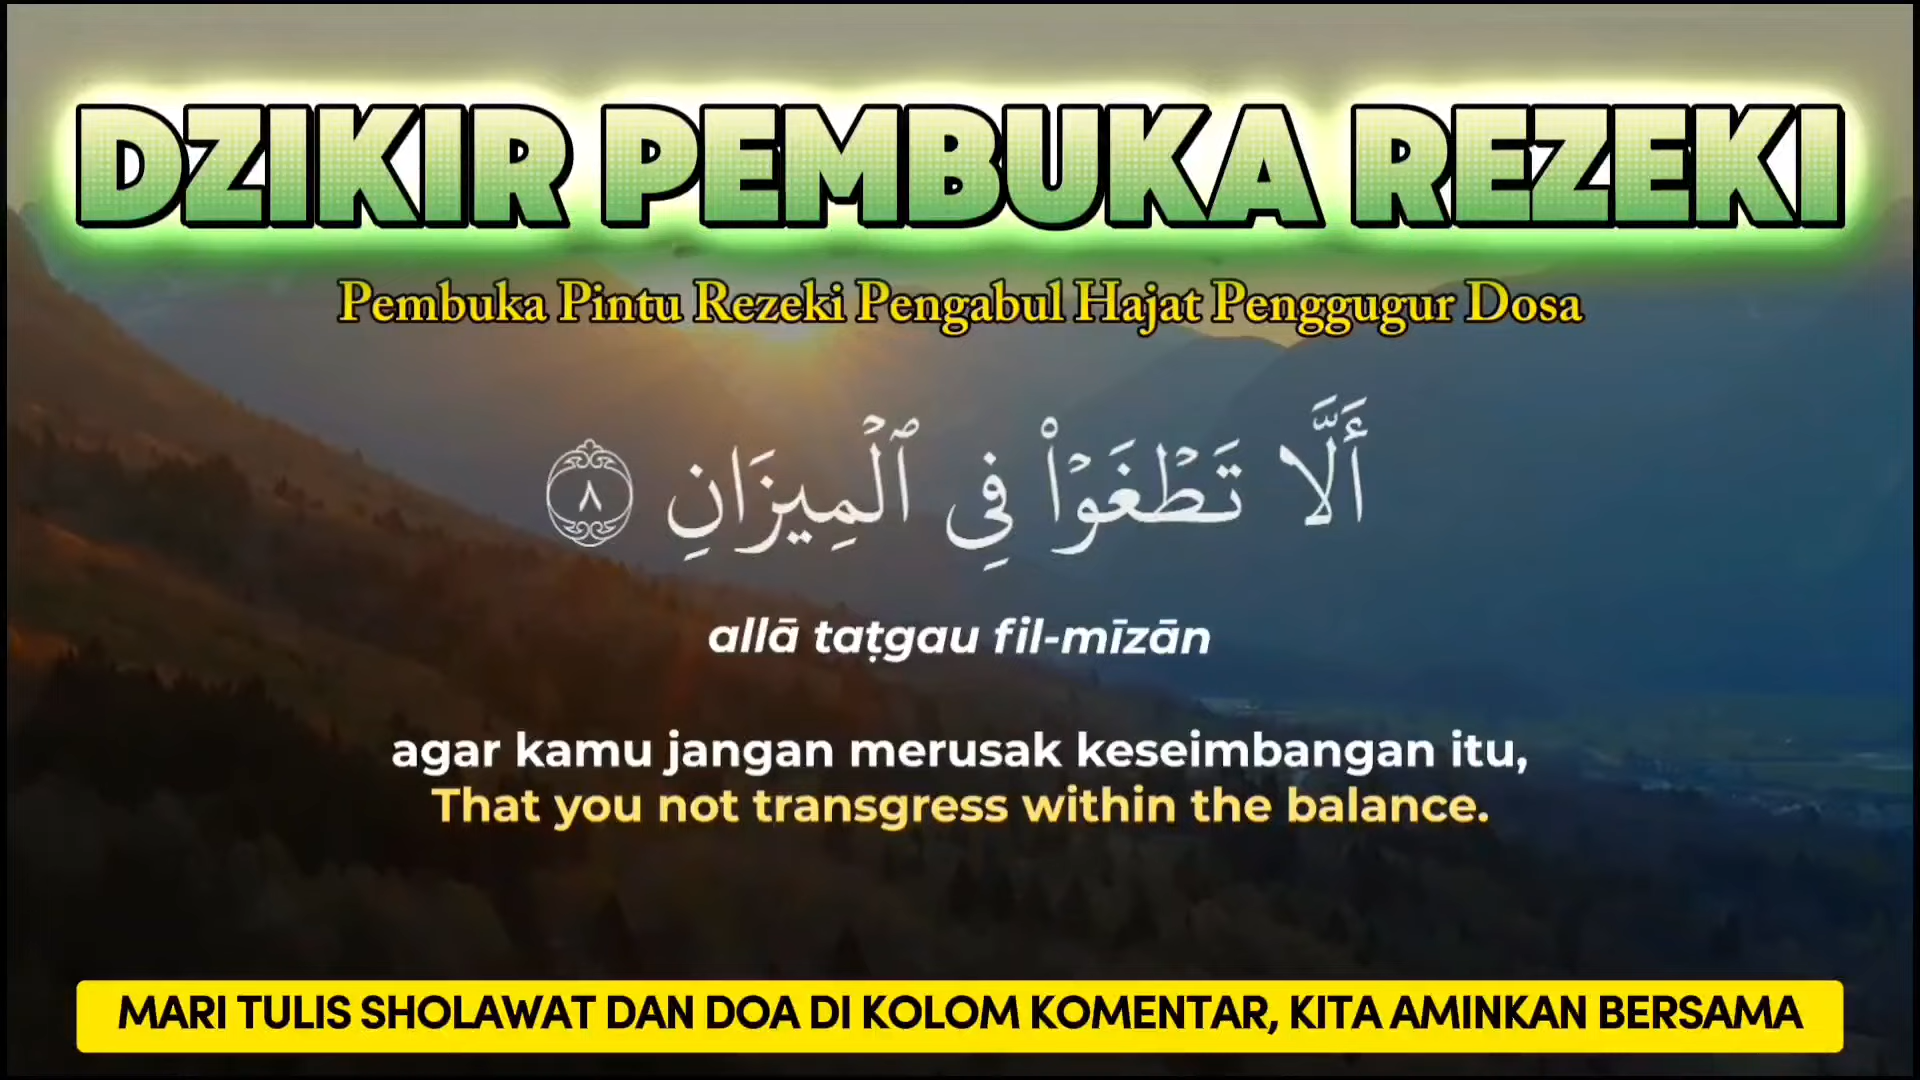 DZIKIR PEMBUKA REZEKI
Pembuka Pintu Rezeki Pengabul Hajat Penggugur Dosa
أَلَّا تَطۡغَوۡاْ فِي ٱلۡمِيزَانِ ٨
allā taṭgau fil-mīzān
agar kamu jangan merusak keseimbangan itu,
That you not transgress within the balance.
MARI TULIS SHOLAWAT DAN DOA DI KOLOM KOMENTAR, KITA AMINKAN BERSAMA